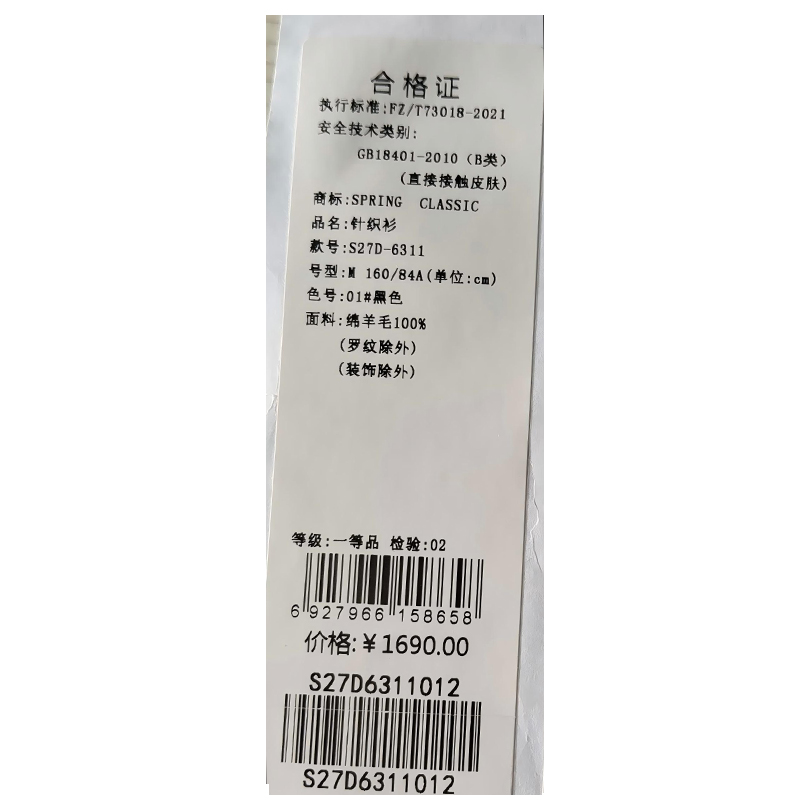 合格证
执行标准:FZ/T73018-2021
安全技术类别:
GB18401-2010（B类）
(直接接触皮肤)
商标:SPRING CLASSIC
品名:针织衫
款号:S27D-6311
号型:M 160/84A(单位:cm)
色号:01#黑色
面料:绵羊毛100%
(罗纹除外)
(装饰除外)
等级:一等品 检验:02
6 927966 158658
价格:￥1690.00
S27D6311012
S27D6311012